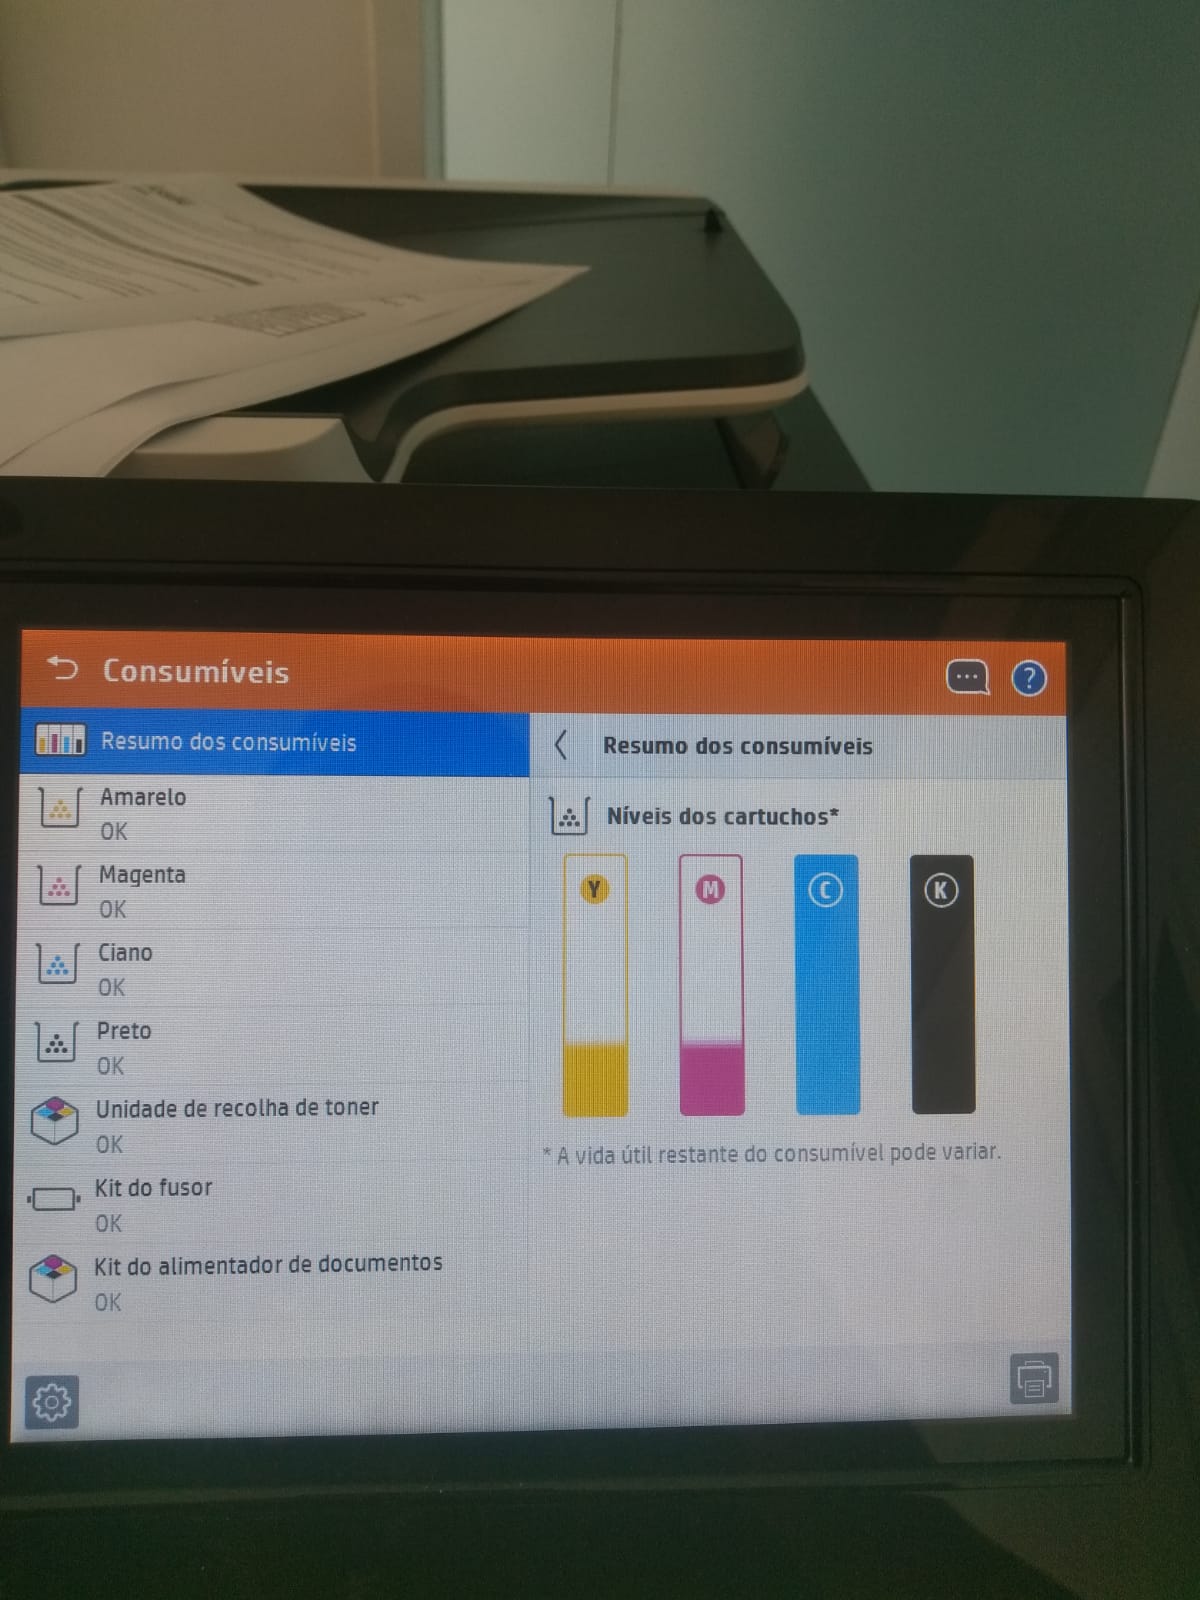 Consumíveis
?
Resumo dos consumíveis
Amarelo
OK
Magenta
OK
Ciano
OK
Preto
OK
Unidade de recolha de toner
OK
Kit do fusor
OK
Kit do alimentador de documentos
OK
Resumo dos consumíveis
Níveis dos cartuchos*
Y M C K
* A vida útil restante do consumível pode variar.